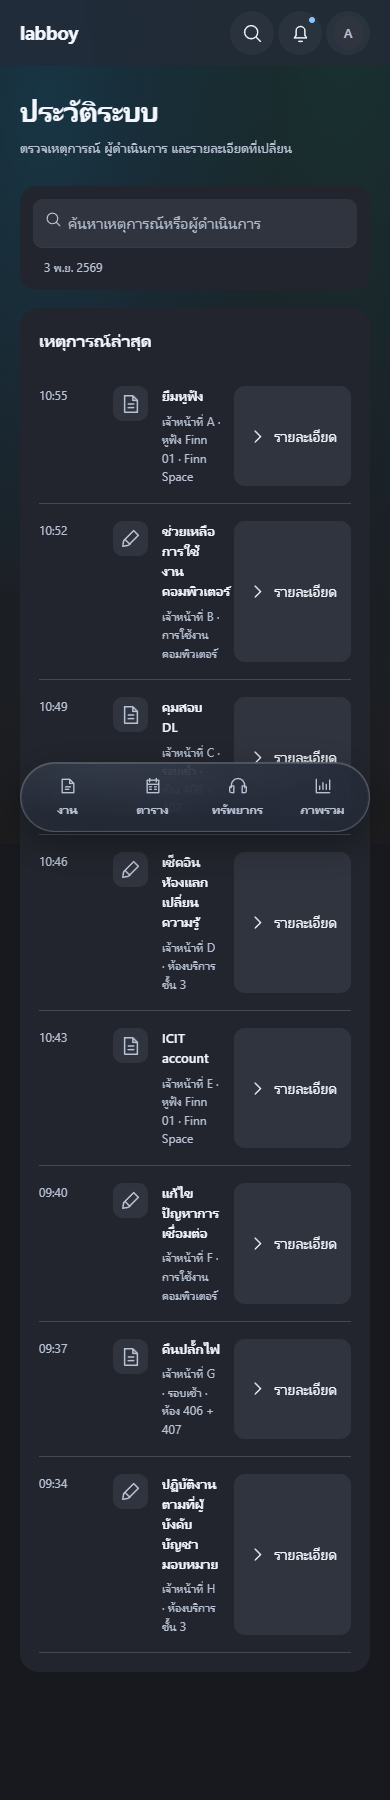 labboy
A
ประวัติระบบ
ตรวจเหตุการณ์ ผู้ดำเนินการ และรายละเอียดที่เปลี่ยน
ค้นหาเหตุการณ์หรือผู้ดำเนินการ
3 พ.ย. 2569
เหตุการณ์ล่าสุด
10:55
ยืมหูฟัง
เจ้าหน้าที่ A ·
หูฟัง Finn
01 · Finn
Space
รายละเอียด
10:52
ช่วยเหลือ
การใช้
งาน
คอมพิวเตอร์
เจ้าหน้าที่ B ·
การใช้งาน
คอมพิวเตอร์
รายละเอียด
10:49
คุมสอบ
DL
เจ้าหน้าที่ C ·
รายละเอียด
งาน
ตาราง
ทรัพยากร
ภาพรวม
10:46
เช็คอิน
ห้องแลก
เปลี่ยน
ความรู้
เจ้าหน้าที่ D
· ห้องบริการ
ชั้น 3
รายละเอียด
10:43
ICIT
account
เจ้าหน้าที่ E ·
หูฟัง Finn
01 · Finn
Space
รายละเอียด
09:40
แก้ไข
ปัญหาการ
เชื่อมต่อ
เจ้าหน้าที่ F ·
การใช้งาน
คอมพิวเตอร์
รายละเอียด
09:37
คืนปลั๊กไฟ
เจ้าหน้าที่ G
· รอบเช้า ·
ห้อง 406 +
407
รายละเอียด
09:34
ปฏิบัติงาน
ตามที่ผู้
บังคับ
บัญชา
มอบหมาย
เจ้าหน้าที่ H
· ห้องบริการ
ชั้น 3
รายละเอียด